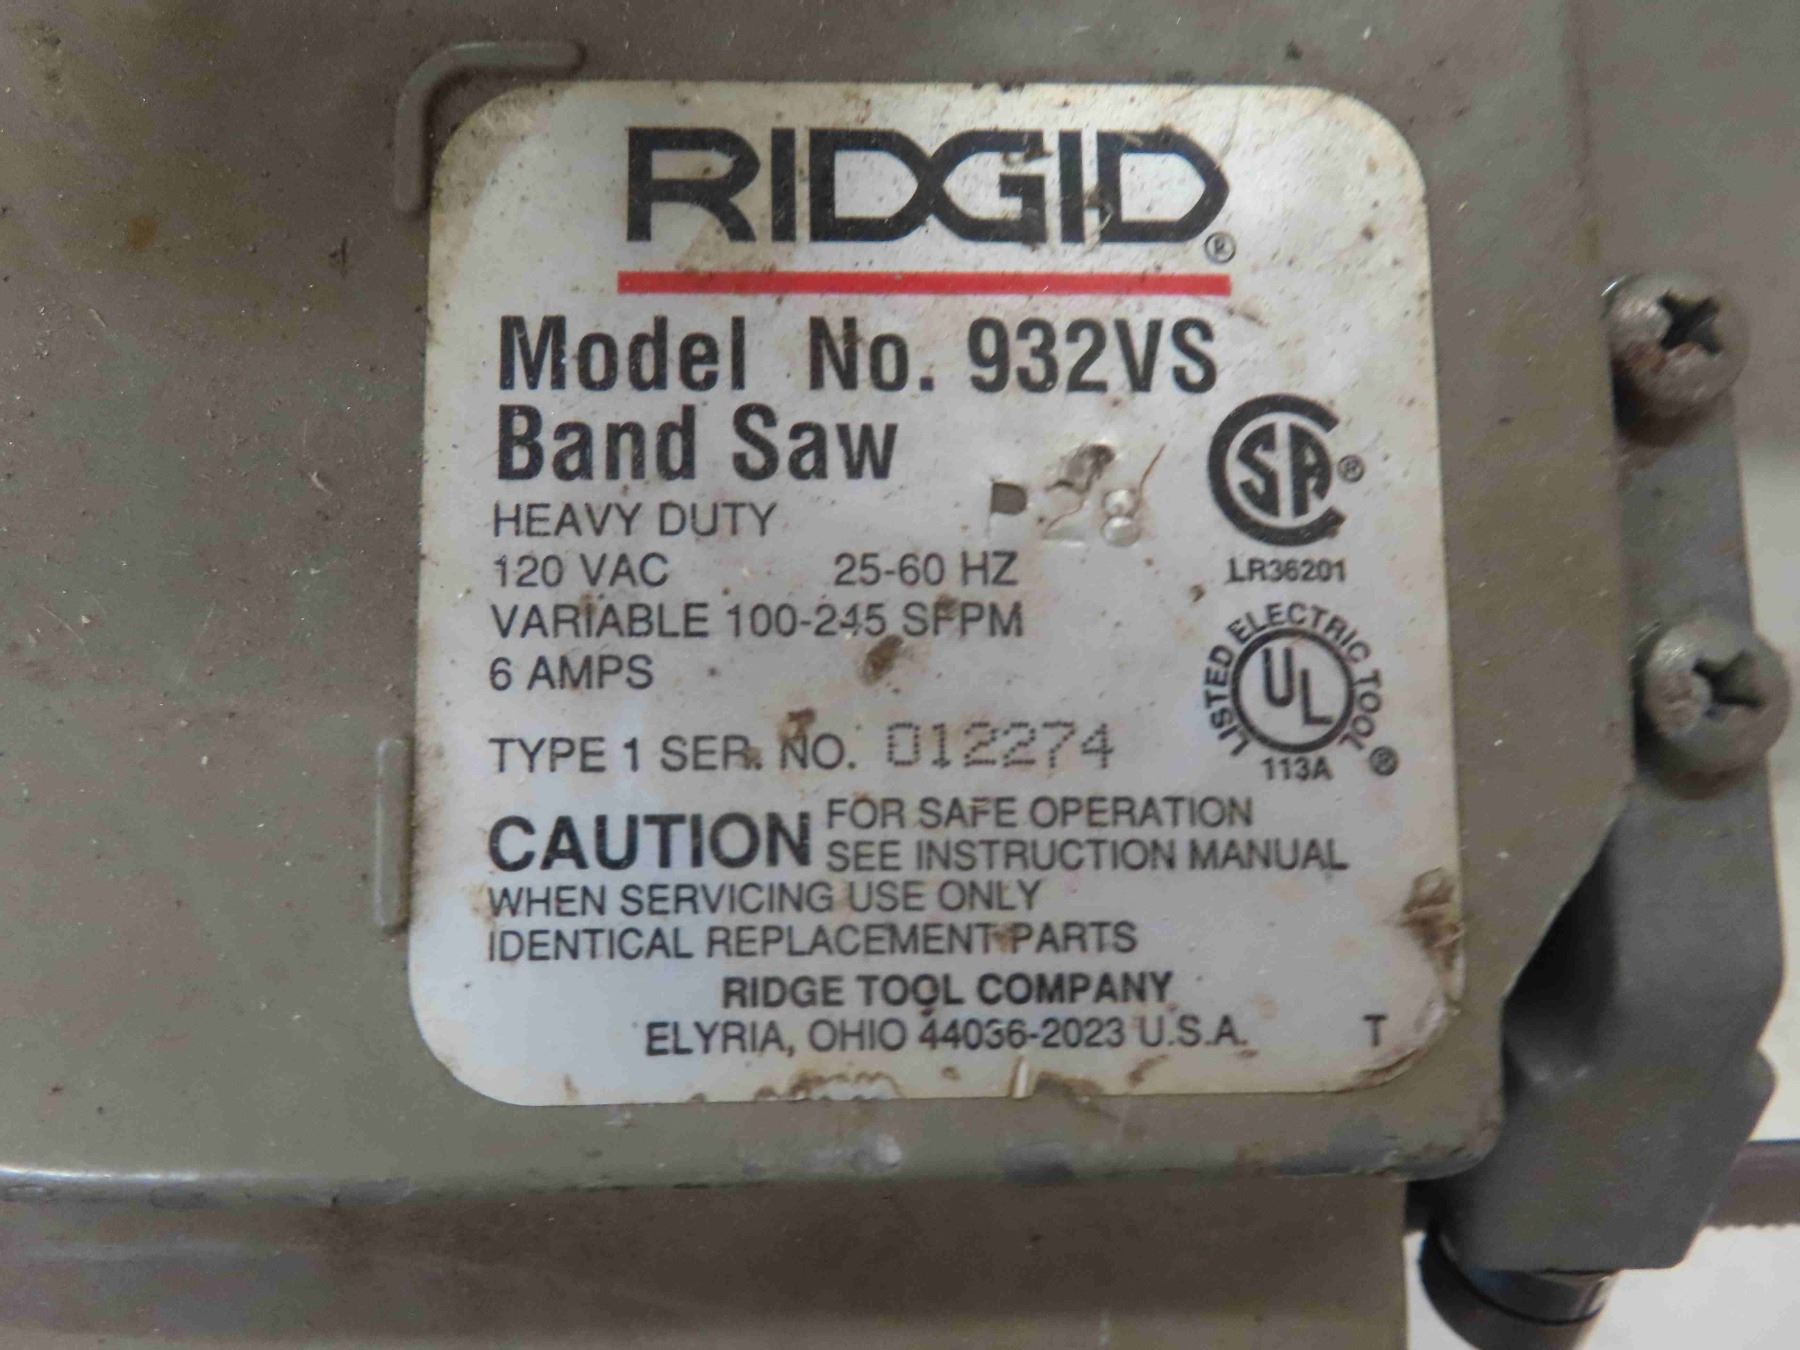 RIDGID®
Model No. 932VS
Band Saw
HEAVY DUTY
120 VAC 25-60 HZ
VARIABLE 100-245 SFPM
6 AMPS
TYPE 1 SER. NO. 012274
CAUTION FOR SAFE OPERATION
SEE INSTRUCTION MANUAL
WHEN SERVICING USE ONLY
IDENTICAL REPLACEMENT PARTS
RIDGE TOOL COMPANY
ELYRIA, OHIO 44036-2023 U.S.A. T
SA®
LR36201
LISTED ELECTRIC TOOL
UL
113A ®